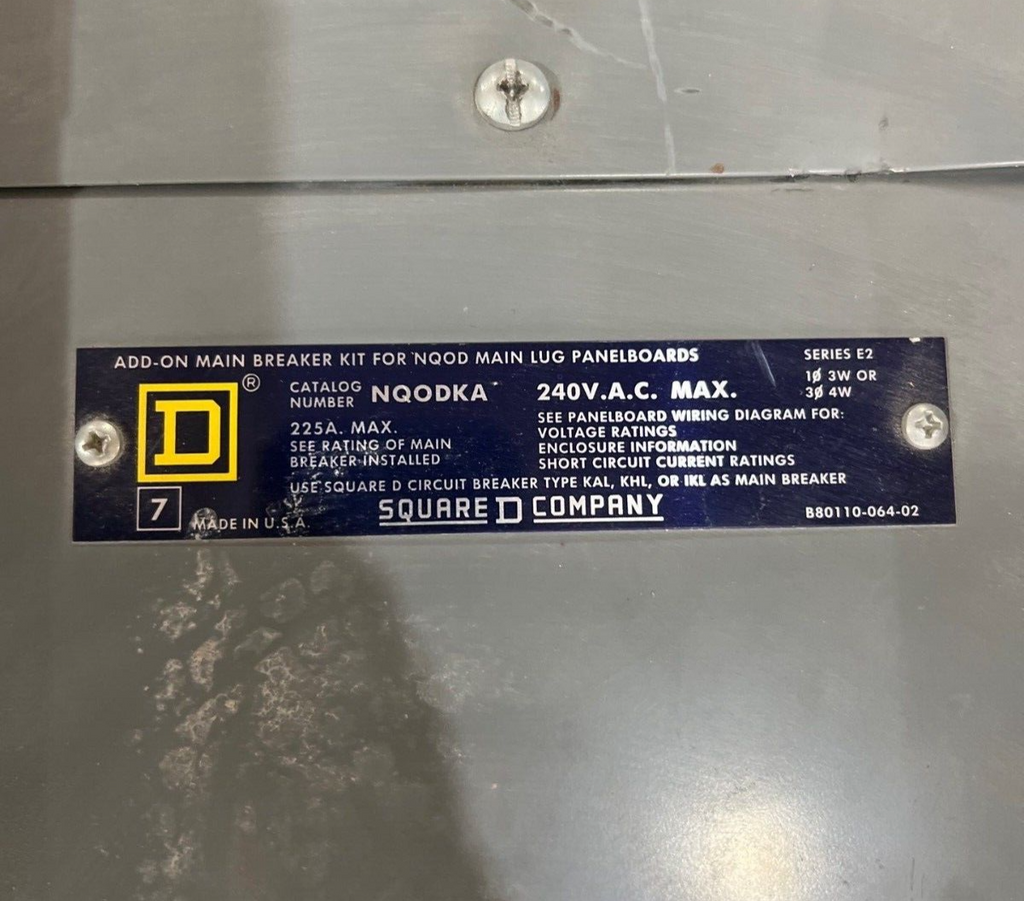 ADD-ON MAIN BREAKER KIT FOR NQOD MAIN LUG PANELBOARDS
SERIES E2
D ®
CATALOG NUMBER NQODKA
240V.A.C. MAX.
1ø 3W OR
3ø 4W
225A. MAX.
SEE RATING OF MAIN
BREAKER INSTALLED
SEE PANELBOARD WIRING DIAGRAM FOR:
VOLTAGE RATINGS
ENCLOSURE INFORMATION
SHORT CIRCUIT CURRENT RATINGS
USE SQUARE D CIRCUIT BREAKER TYPE KAL, KHL, OR IKL AS MAIN BREAKER
7 MADE IN U.S.A.
SQUARE D COMPANY
B80110-064-02